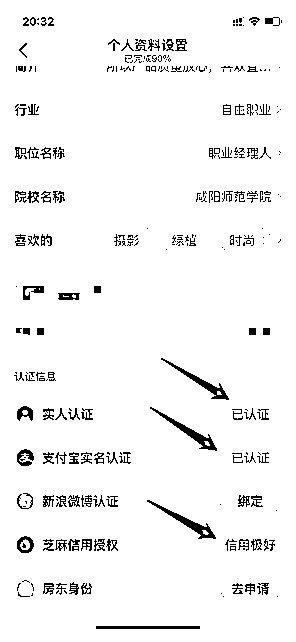 20:32
个人资料设置
已完成90%
行业 自由职业
职位名称 职业经理人
院校名称 咸阳师范学院
喜欢的 摄影 绿植 时尚
认证信息
实人认证 已认证
支付宝实名认证 已认证
新浪微博认证 绑定
芝麻信用授权 信用极好
房东身份 去申请